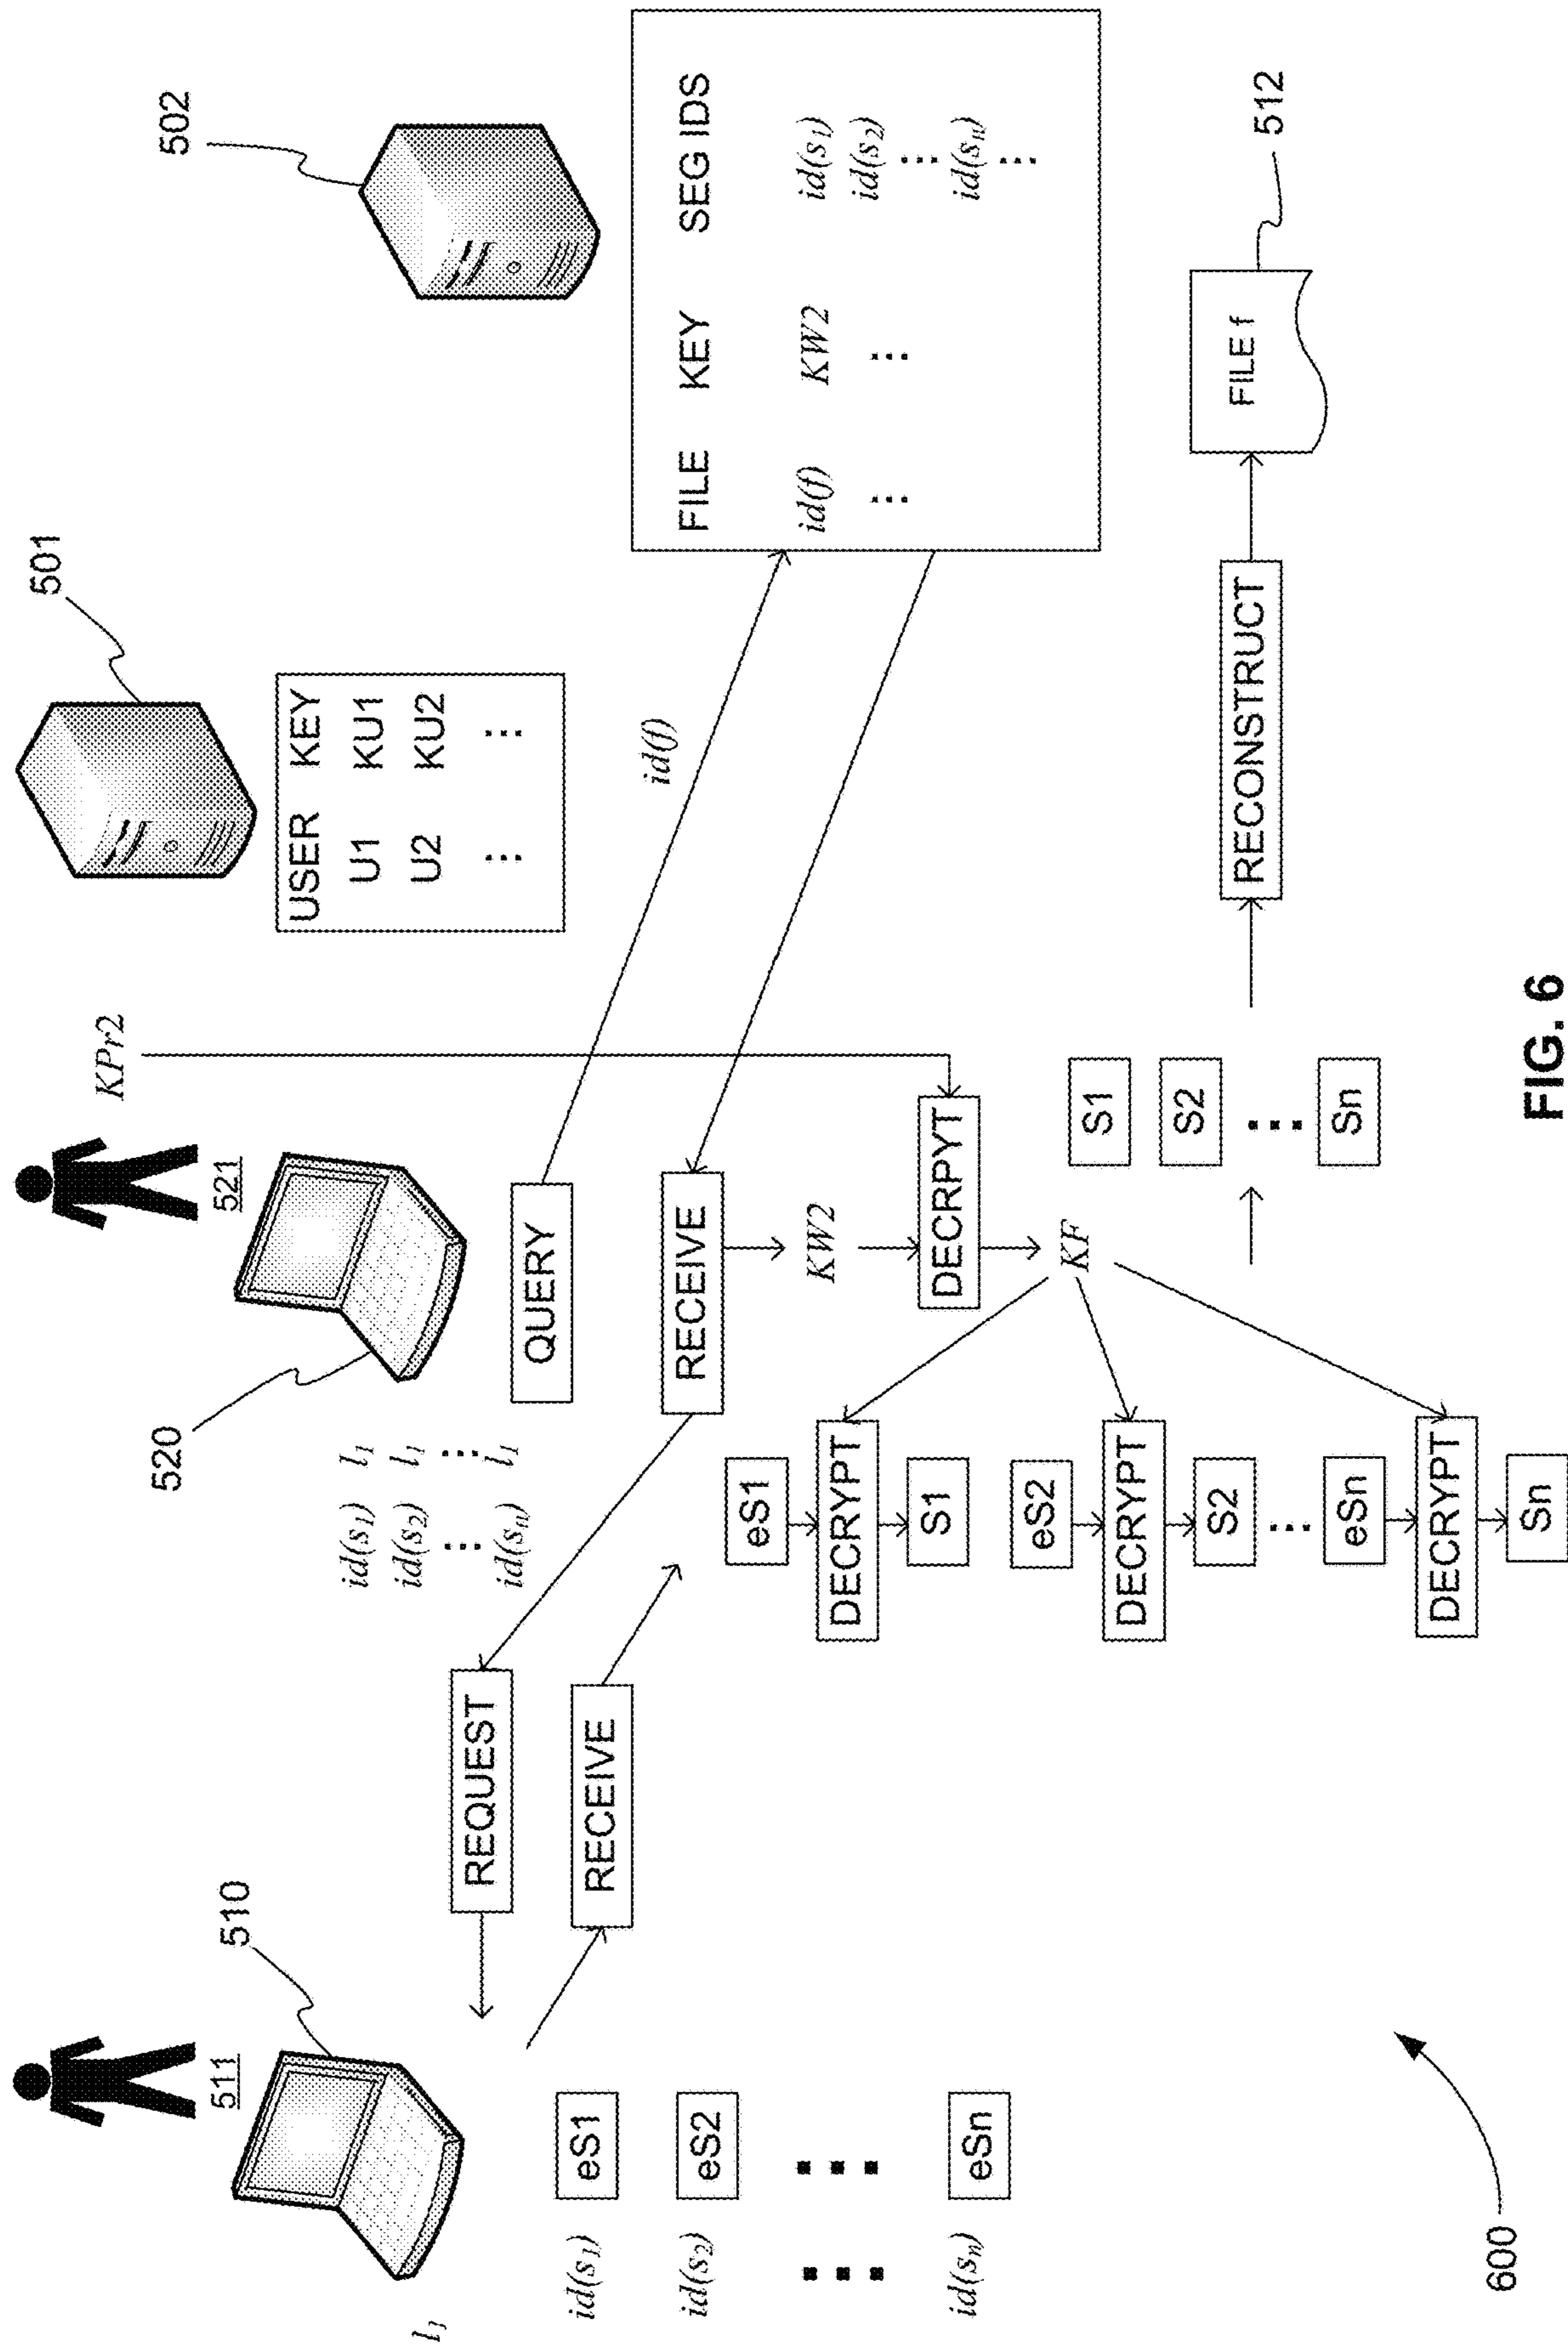 511
510
l1
id(s1) eS1
id(s2) eS2
... ...
id(sn) eSn
REQUEST
RECEIVE
521
KPr2
520
id(s1) l1
id(s2) l1
... ...
id(sn) l1
QUERY
id(f)
RECEIVE
KW2
DECRPYT
KF
eS1
DECRYPT
S1
eS2
DECRYPT
S2
...
eSn
DECRYPT
Sn
S1
S2
...
Sn
501
USER KEY
U1 KU1
U2 KU2
... ...
502
FILE KEY SEG IDS
id(f) KW2 id(s1)
... ... id(s2)
...
id(sn)
...
RECONSTRUCT
FILE f
512
600
FIG. 6